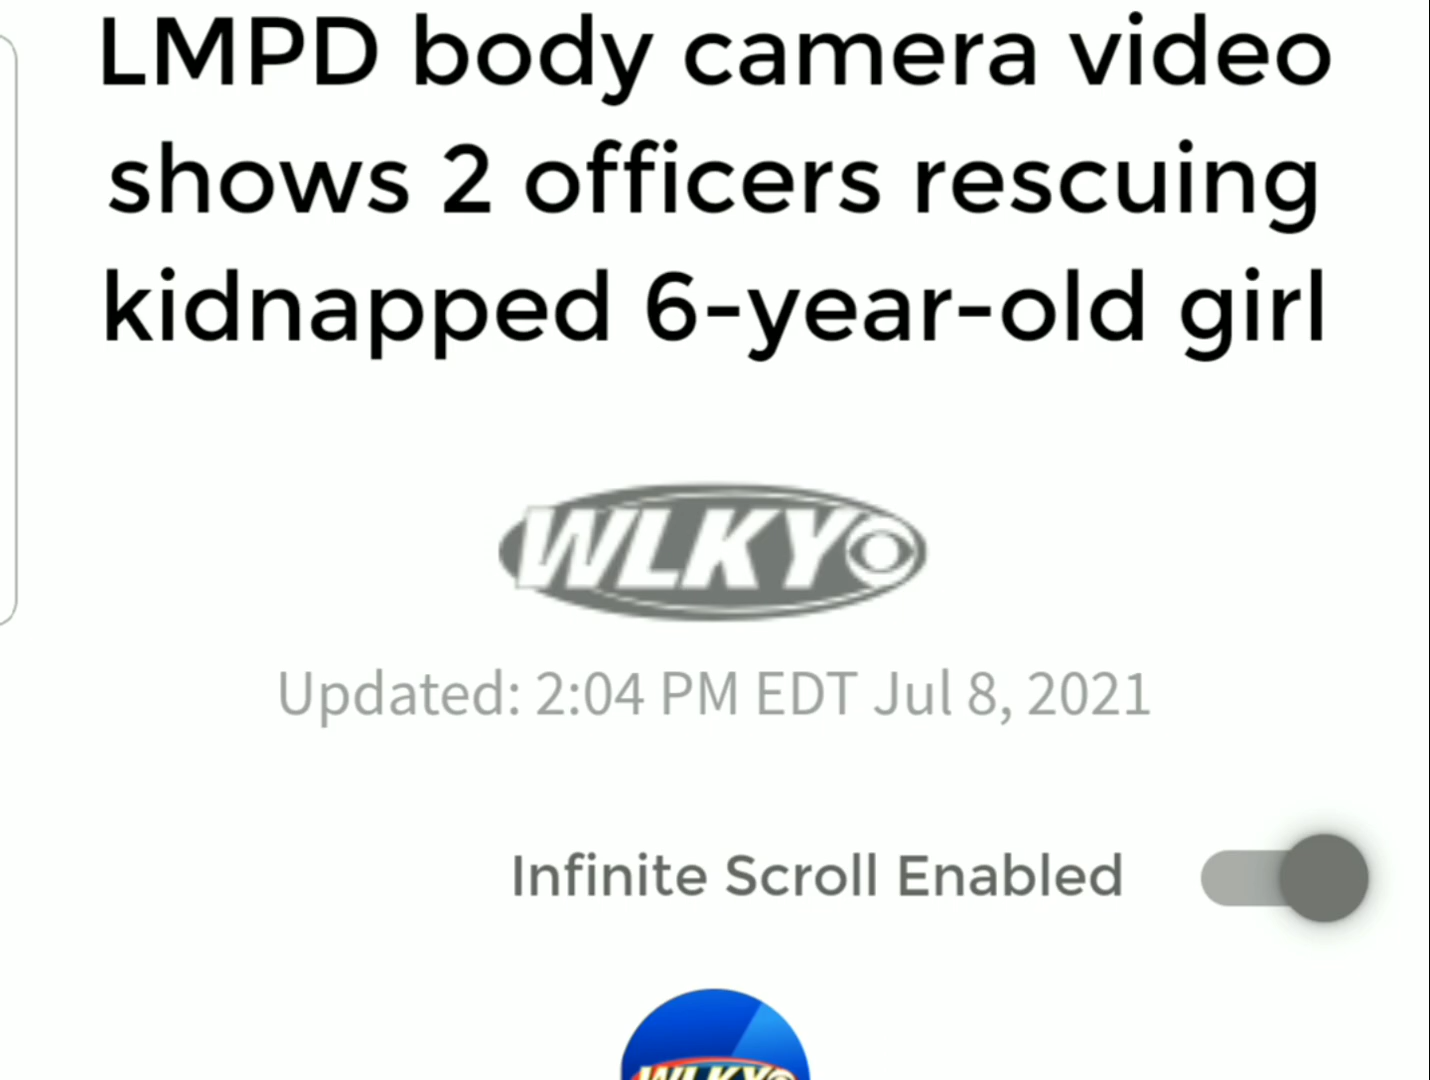 LMPD body camera video
shows 2 officers rescuing
kidnapped 6-year-old girl
WLKY
Updated: 2:04 PM EDT Jul 8, 2021
Infinite Scroll Enabled
WLKY